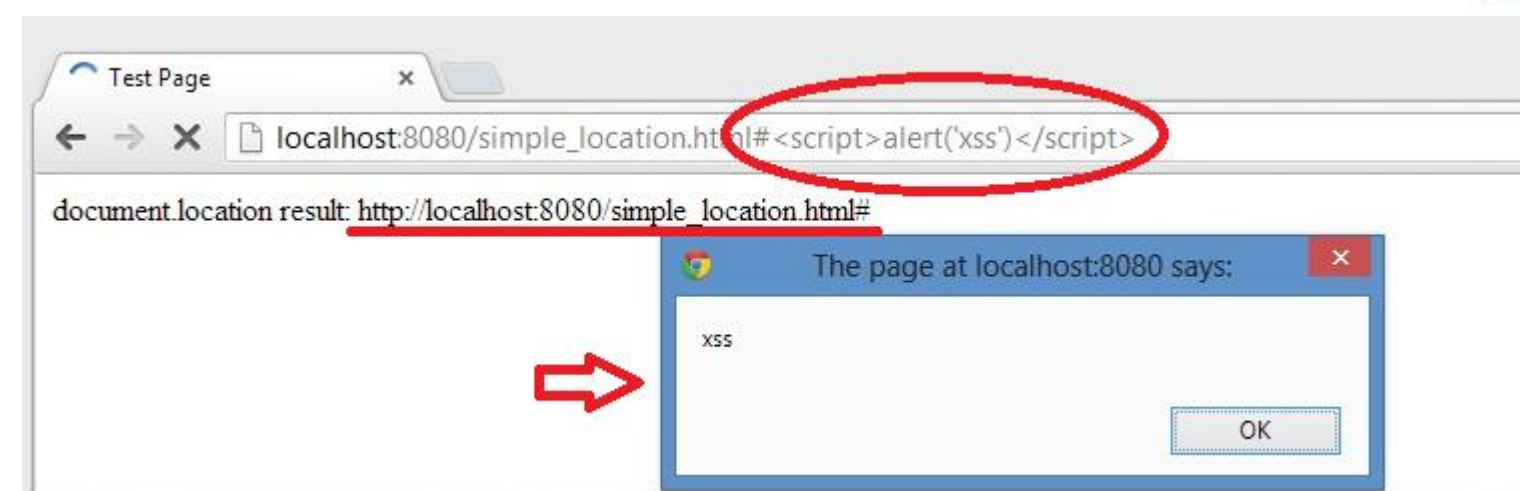 Test Page
localhost:8080/simple_location.html#<script>alert('xss')</script>
document.location result: http://localhost:8080/simple_location.html#
The page at localhost:8080 says:
xss
OK